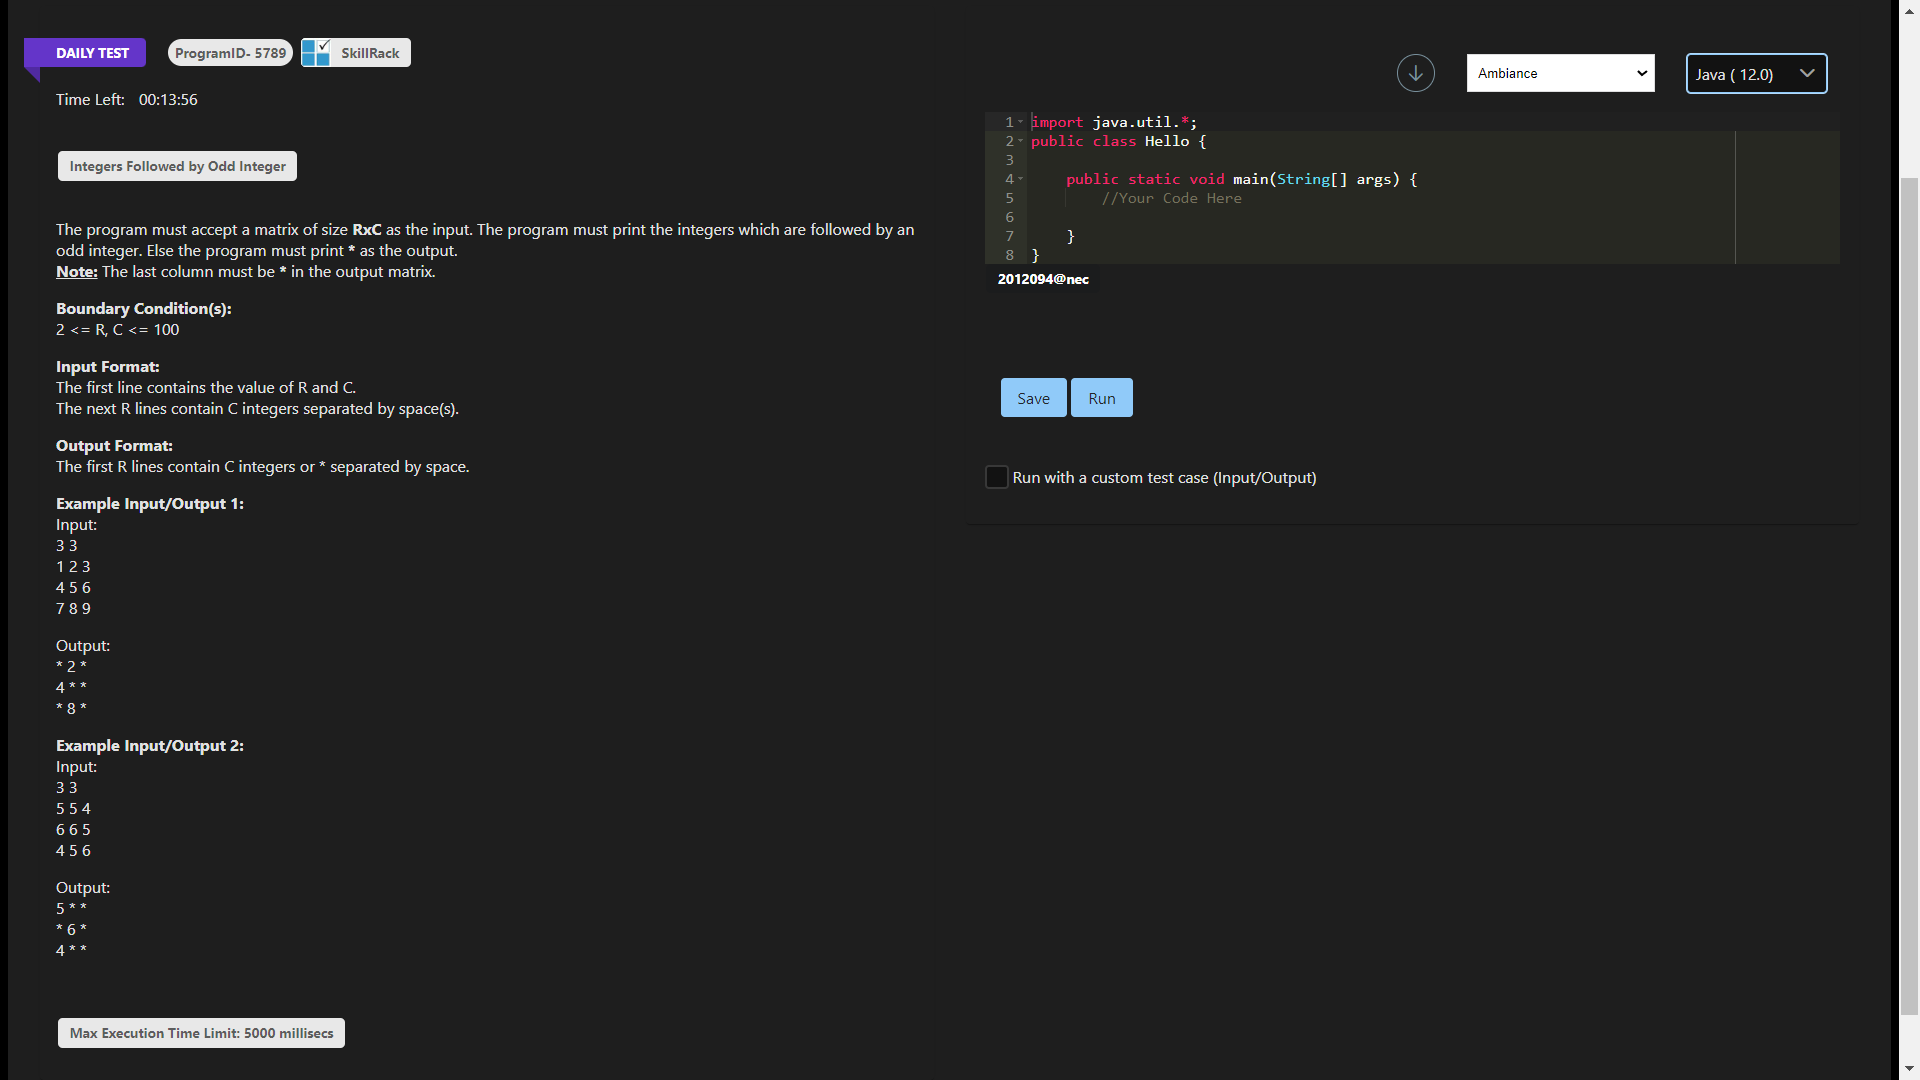 DAILY TEST
ProgramID- 5789
SkillRack
Time Left: 00:13:56
Integers Followed by Odd Integer
The program must accept a matrix of size RxC as the input. The program must print the integers which are followed by an
odd integer. Else the program must print * as the output.
Note: The last column must be * in the output matrix.
Boundary Condition(s):
2 <= R, C <= 100
Input Format:
The first line contains the value of R and C.
The next R lines contain C integers separated by space(s).
Output Format:
The first R lines contain C integers or * separated by space.
Example Input/Output 1:
Input:
3 3
1 2 3
4 5 6
7 8 9
Output:
* 2 *
4 * *
* 8 *
Example Input/Output 2:
Input:
3 3
5 5 4
6 6 5
4 5 6
Output:
5 * *
* 6 *
4 * *
Max Execution Time Limit: 5000 millisecs
Ambiance
Java ( 12.0)
1 import java.util.*;
2 public class Hello {
3
4 public static void main(String[] args) {
5 //Your Code Here
6
7 }
8 }
2012094@nec
Save
Run
Run with a custom test case (Input/Output)